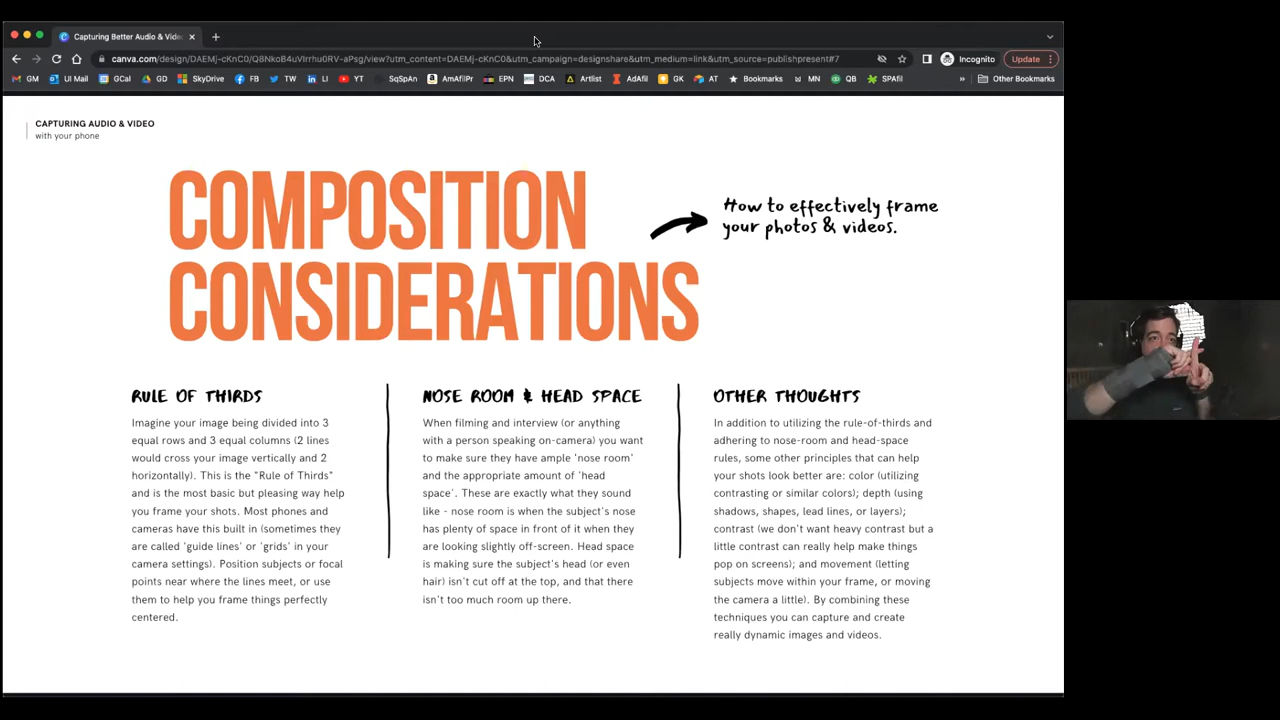 Capturing Better Audio & Vide
canva.com/design/DAEMj-cKnC0/Q8NkoB4uVIrrhu0RV-aPsg/view?utm_content=DAEMj-cKnC0&utm_campaign=designshare&utm_medium=link&utm_source=publishpresent#7
Incognito
Update
GM
UI Mail
GCal
GD
SkyDrive
FB
TW
LI
YT
SqSpAn
AmAfilPr
EPN
DCA
Artlist
AdAfil
GK
AT
Bookmarks
MN
QB
SPAfil
Other Bookmarks
CAPTURING AUDIO & VIDEO
with your phone
COMPOSITION
CONSIDERATIONS
How to effectively frame
your photos & videos.
RULE OF THIRDS
Imagine your image being divided into 3
equal rows and 3 equal columns (2 lines
would cross your image vertically and 2
horizontally). This is the "Rule of Thirds"
and is the most basic but pleasing way help
you frame your shots. Most phones and
cameras have this built in (sometimes they
are called 'guide lines' or 'grids' in your
camera settings). Position subjects or focal
points near where the lines meet, or use
them to help you frame things perfectly
centered.
NOSE ROOM & HEAD SPACE
When filming and interview (or anything
with a person speaking on-camera) you want
to make sure they have ample 'nose room'
and the appropriate amount of 'head
space'. These are exactly what they sound
like - nose room is when the subject's nose
has plenty of space in front of it when they
are looking slightly off-screen. Head space
is making sure the subject's head (or even
hair) isn't cut off at the top, and that there
isn't too much room up there.
OTHER THOUGHTS
In addition to utilizing the rule-of-thirds and
adhering to nose-room and head-space
rules, some other principles that can help
your shots look better are: color (utilizing
contrasting or similar colors); depth (using
shadows, shapes, lead lines, or layers);
contrast (we don't want heavy contrast but a
little contrast can really help make things
pop on screens); and movement (letting
subjects move within your frame, or moving
the camera a little). By combining these
techniques you can capture and create
really dynamic images and videos.